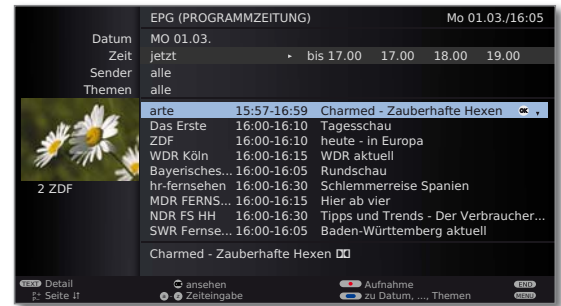 EPG (PROGRAMMZEITUNG) Mo 01.03./16:05
Datum MO 01.03.
Zeit jetzt bis 17.00 17.00 18.00 19.00
Sender alle
Themen alle
arte 15:57-16:59 Charmed - Zauberhafte Hexen OK
Das Erste 16:00-16:10 Tagesschau
ZDF 16:00-16:10 heute - in Europa
WDR Köln 16:00-16:15 WDR aktuell
Bayerisches... 16:00-16:05 Rundschau
2 ZDF
hr-fernsehen 16:00-16:30 Schlemmerreise Spanien
MDR FERNS... 16:00-16:15 Hier ab vier
NDR FS HH 16:00-16:30 Tipps und Trends - Der Verbraucher...
SWR Fernse... 16:00-16:05 Baden-Württemberg aktuell
Charmed - Zauberhafte Hexen
TEXT Detail OK ansehen Aufnahme END
P+ P- Seite ↓↑ 0-9 Zeiteingabe zu Datum, ..., Themen MENU